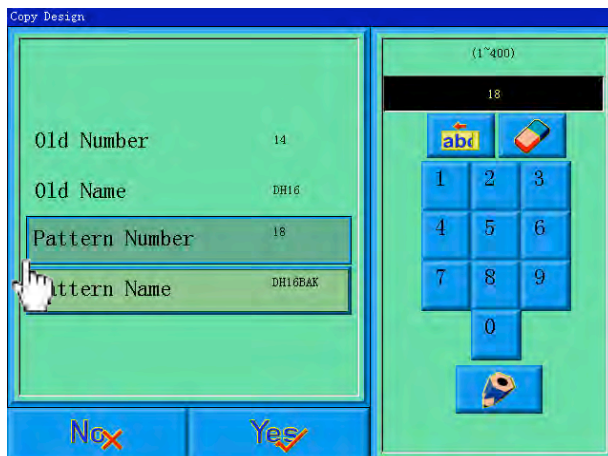 Copy Design
Old Number 14
Old Name DH16
Pattern Number 18
Pattern Name DH16BAK
No
Yes
(1~400)
18
abc
1 2 3
4 5 6
7 8 9
0